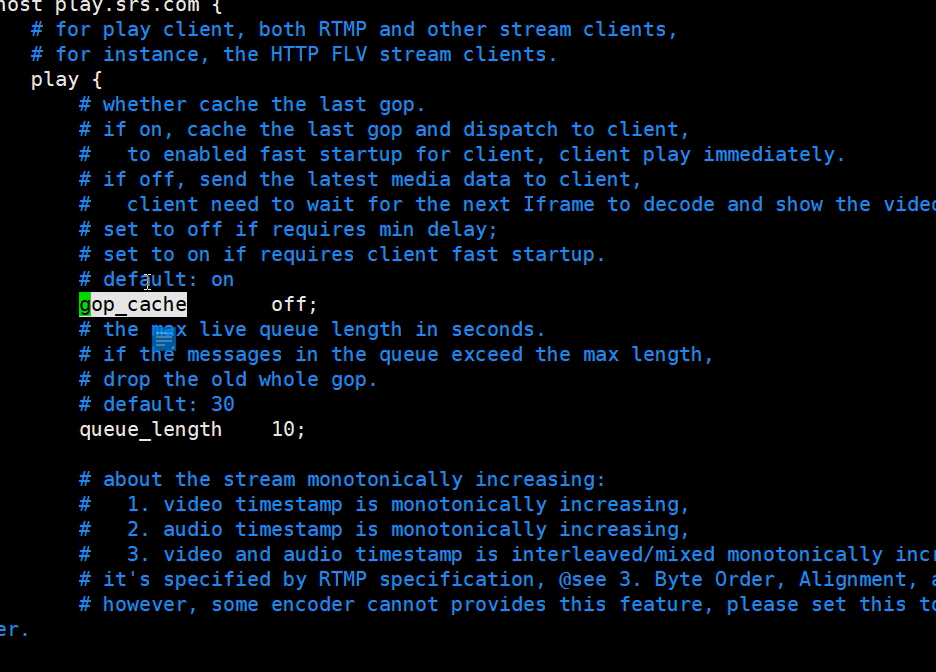 host play.srs.com {
# for play client, both RTMP and other stream clients,
# for instance, the HTTP FLV stream clients.
play {
# whether cache the last gop.
# if on, cache the last gop and dispatch to client,
#   to enabled fast startup for client, client play immediately.
# if off, send the latest media data to client,
#   client need to wait for the next Iframe to decode and show the video
# set to off if requires min delay;
# set to on if requires client fast startup.
# default: on
gop_cache       off;
# the max live queue length in seconds.
# if the messages in the queue exceed the max length,
# drop the old whole gop.
# default: 30
queue_length    10;
# about the stream monotonically increasing:
#   1. video timestamp is monotonically increasing,
#   2. audio timestamp is monotonically increasing,
#   3. video and audio timestamp is interleaved/mixed monotonically incr
# it's specified by RTMP specification, @see 3. Byte Order, Alignment, a
# however, some encoder cannot provides this feature, please set this to
er.